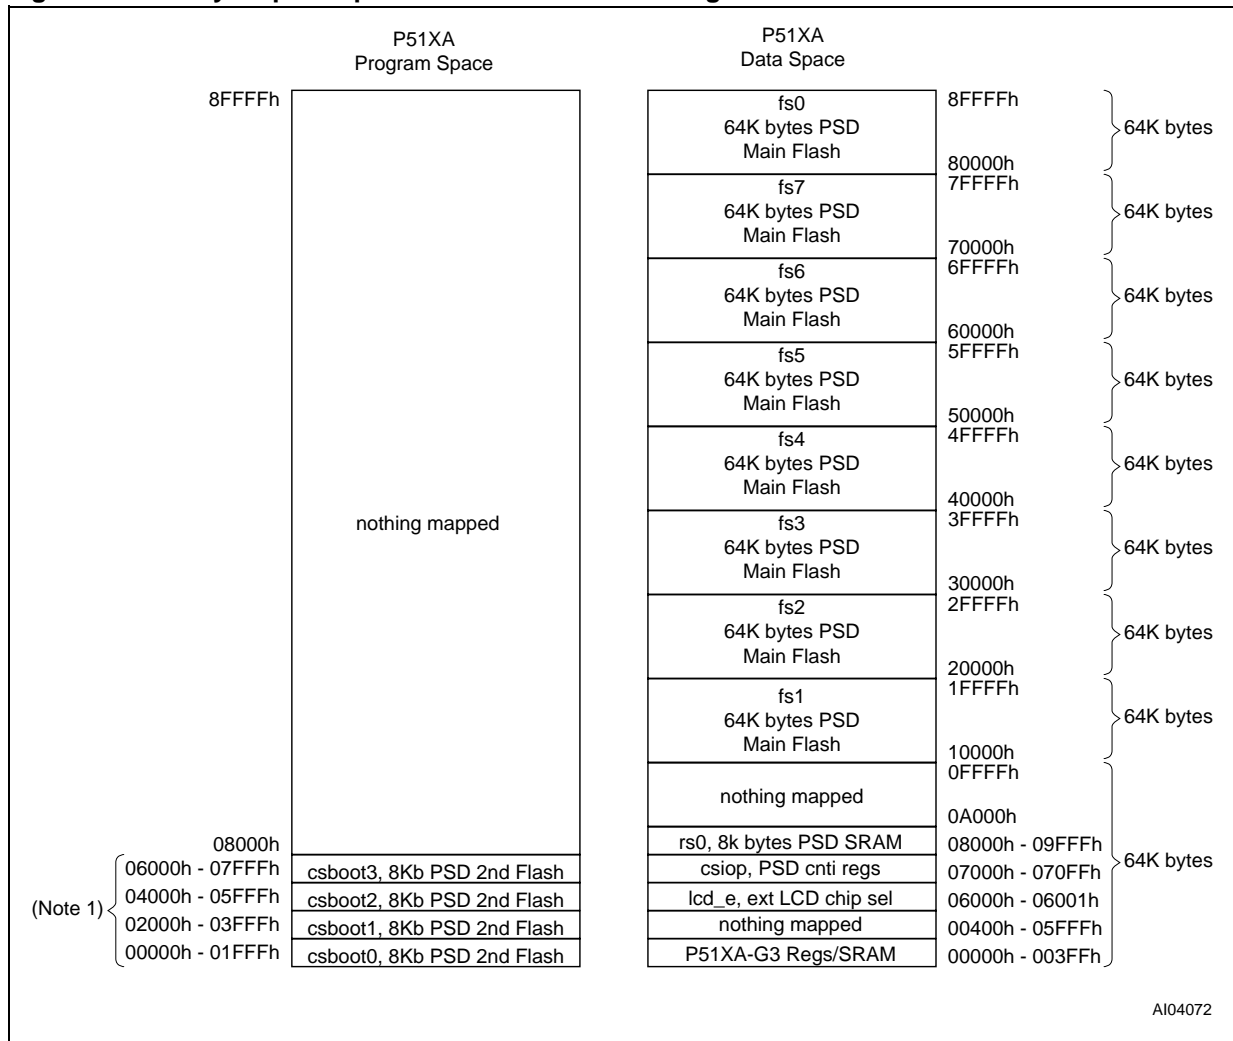 P51XA
Program Space
P51XA
Data Space
8FFFFh
nothing mapped
08000h
06000h - 07FFFh
csboot3, 8Kb PSD 2nd Flash
04000h - 05FFFh
csboot2, 8Kb PSD 2nd Flash
02000h - 03FFFh
csboot1, 8Kb PSD 2nd Flash
00000h - 01FFFh
csboot0, 8Kb PSD 2nd Flash
(Note 1)
fs0
64K bytes PSD
Main Flash
8FFFFh
80000h
64K bytes
fs7
64K bytes PSD
Main Flash
7FFFFh
70000h
64K bytes
fs6
64K bytes PSD
Main Flash
6FFFFh
60000h
64K bytes
fs5
64K bytes PSD
Main Flash
5FFFFh
50000h
64K bytes
fs4
64K bytes PSD
Main Flash
4FFFFh
40000h
64K bytes
fs3
64K bytes PSD
Main Flash
3FFFFh
30000h
64K bytes
fs2
64K bytes PSD
Main Flash
2FFFFh
20000h
64K bytes
fs1
64K bytes PSD
Main Flash
1FFFFh
10000h
64K bytes
nothing mapped
0FFFFh
0A000h
rs0, 8k bytes PSD SRAM
08000h - 09FFFh
csiop, PSD cnti regs
07000h - 070FFh
lcd_e, ext LCD chip sel
06000h - 06001h
nothing mapped
00400h - 05FFFh
P51XA-G3 Regs/SRAM
00000h - 003FFh
64K bytes
AI04072